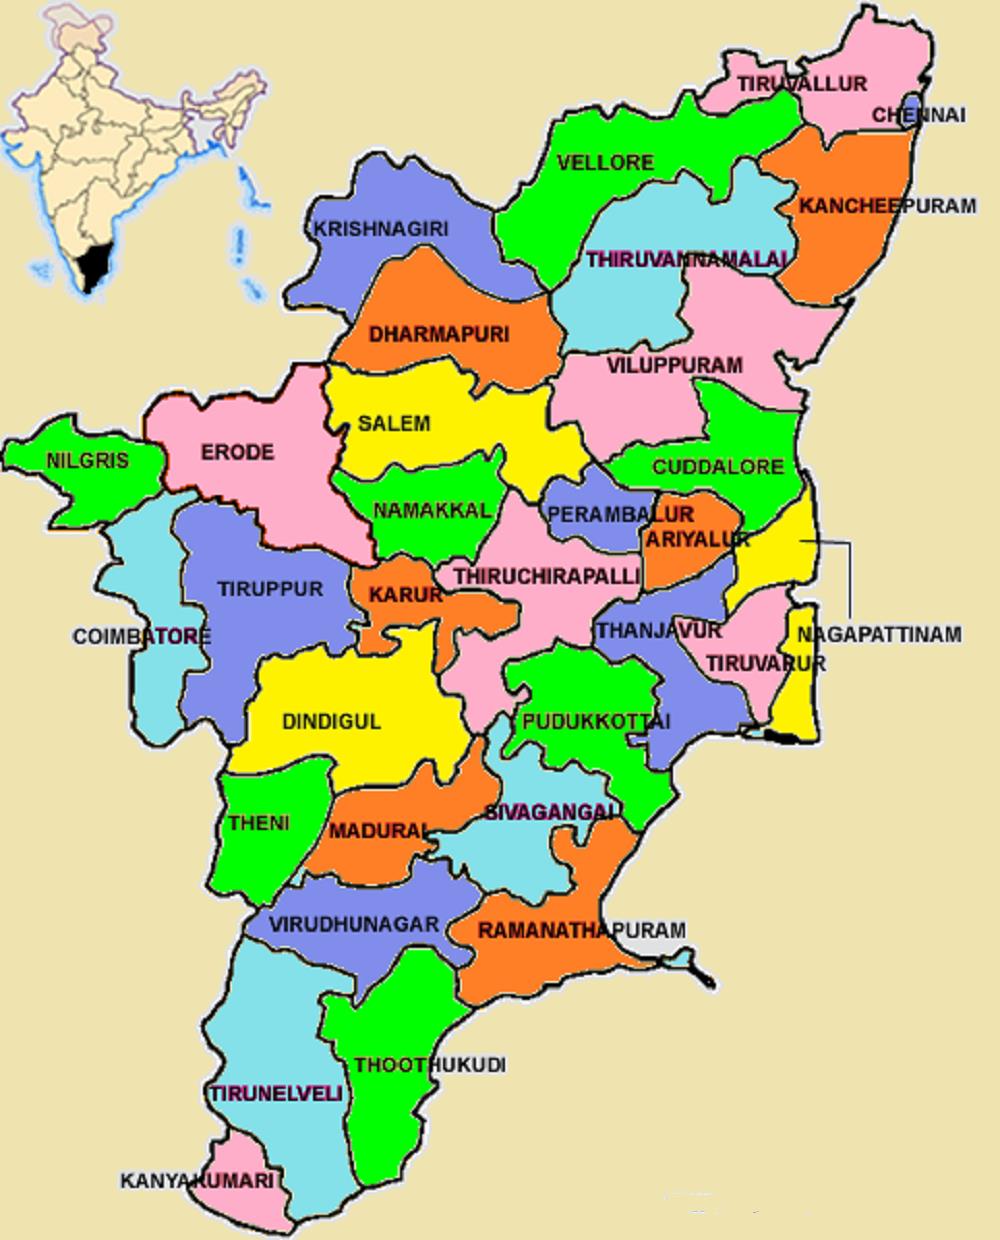 TIRUVALLUR
CHENNAI
VELLORE
KANCHEEPURAM
KRISHNAGIRI
THIRUVANNAMALAI
DHARMAPURI
VILUPPURAM
SALEM
ERODE
NILGRIS
CUDDALORE
NAMAKKAL
PERAMBALUR
ARIYALUR
THIRUCHIRAPALLI
TIRUPPUR
KARUR
THANJAVUR
COIMBATORE
NAGAPATTINAM
TIRUVARUR
DINDIGUL
PUDUKKOTTAI
SIVAGANGAI
THENI
MADURAI
VIRUDHUNAGAR
RAMANATHAPURAM
THOOTHUKUDI
TIRUNELVELI
KANYAKUMARI